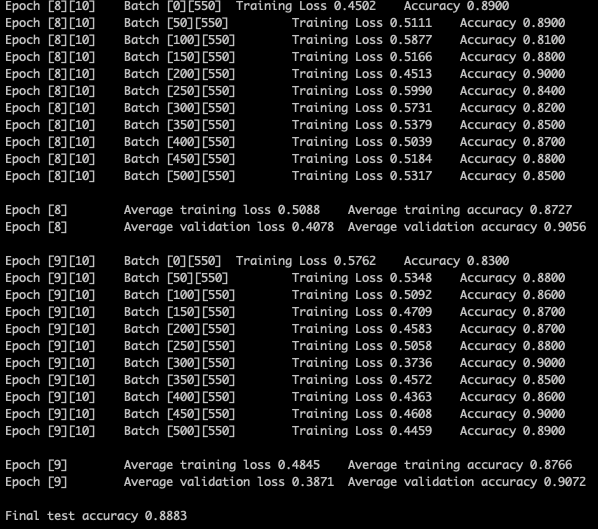 Epoch [8][10] Batch [0][550] Training Loss 0.4502 Accuracy 0.8900
Epoch [8][10] Batch [50][550] Training Loss 0.5111 Accuracy 0.8900
Epoch [8][10] Batch [100][550] Training Loss 0.5877 Accuracy 0.8100
Epoch [8][10] Batch [150][550] Training Loss 0.5166 Accuracy 0.8800
Epoch [8][10] Batch [200][550] Training Loss 0.4513 Accuracy 0.9000
Epoch [8][10] Batch [250][550] Training Loss 0.5990 Accuracy 0.8400
Epoch [8][10] Batch [300][550] Training Loss 0.5731 Accuracy 0.8200
Epoch [8][10] Batch [350][550] Training Loss 0.5379 Accuracy 0.8500
Epoch [8][10] Batch [400][550] Training Loss 0.5039 Accuracy 0.8700
Epoch [8][10] Batch [450][550] Training Loss 0.5184 Accuracy 0.8800
Epoch [8][10] Batch [500][550] Training Loss 0.5317 Accuracy 0.8500
Epoch [8] Average training loss 0.5088 Average training accuracy 0.8727
Epoch [8] Average validation loss 0.4078 Average validation accuracy 0.9056
Epoch [9][10] Batch [0][550] Training Loss 0.5762 Accuracy 0.8300
Epoch [9][10] Batch [50][550] Training Loss 0.5348 Accuracy 0.8800
Epoch [9][10] Batch [100][550] Training Loss 0.5092 Accuracy 0.8600
Epoch [9][10] Batch [150][550] Training Loss 0.4709 Accuracy 0.8700
Epoch [9][10] Batch [200][550] Training Loss 0.4583 Accuracy 0.8700
Epoch [9][10] Batch [250][550] Training Loss 0.5058 Accuracy 0.8800
Epoch [9][10] Batch [300][550] Training Loss 0.3736 Accuracy 0.9000
Epoch [9][10] Batch [350][550] Training Loss 0.4572 Accuracy 0.8500
Epoch [9][10] Batch [400][550] Training Loss 0.4363 Accuracy 0.8600
Epoch [9][10] Batch [450][550] Training Loss 0.4608 Accuracy 0.9000
Epoch [9][10] Batch [500][550] Training Loss 0.4459 Accuracy 0.8900
Epoch [9] Average training loss 0.4845 Average training accuracy 0.8766
Epoch [9] Average validation loss 0.3871 Average validation accuracy 0.9072
Final test accuracy 0.8883